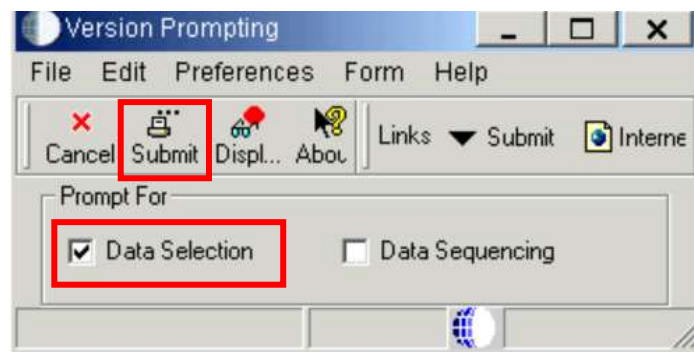 Version Prompting
File Edit Preferences Form Help
Cancel Submit Displ... Abou Links Submit Interne
Prompt For
Data Selection Data Sequencing